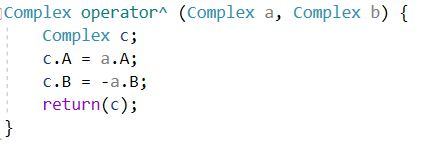 Complex operator^ (Complex a, Complex b) {
Complex c;
c.A = a.A;
c.B = -a.B;
return(c);
}